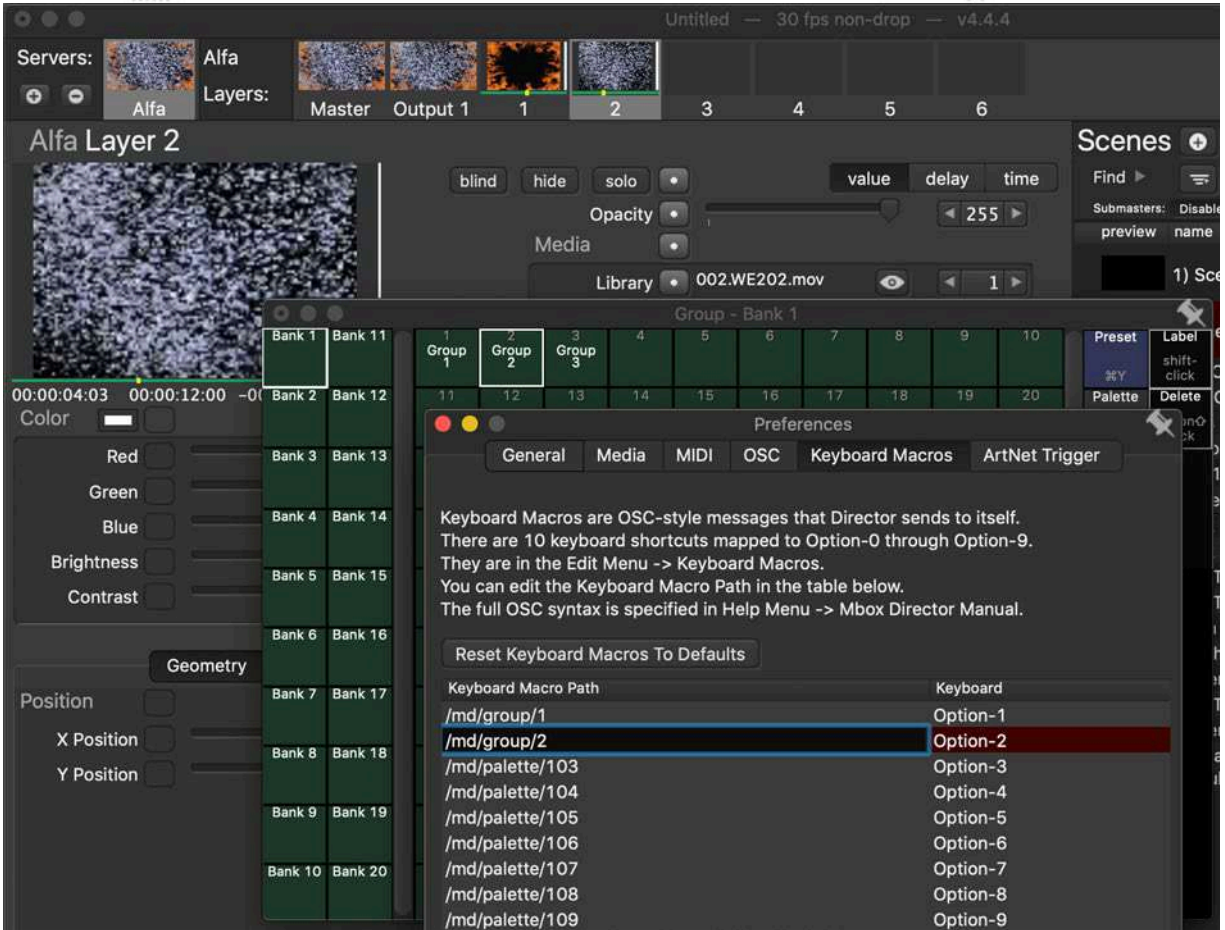 Untitled — 30 fps non-drop — v4.4.4
Servers:
Alfa
Alfa
Layers:
Master
Output 1
1
2
3
4
5
6
Alfa Layer 2
Scenes
blind
hide
solo
value
delay
time
Find
Opacity
255
Submasters:
Media
preview
name
Library
002.WE202.mov
1
1)
Group - Bank 1
Bank 1
Bank 11
1 2 3 4 5 6 7 8 9 10
Group 1
Group 2
Group 3
Preset
⌘Y
Label
shift-
click
00:00:04:03
00:00:12:00
Bank 2
Bank 12
11 12 13 14 15 16 17 18 19 20
Palette
Delete
Color
Preferences
Red
Bank 3
Bank 13
General
Media
MIDI
OSC
Keyboard Macros
ArtNet Trigger
Green
Blue
Bank 4
Bank 14
Keyboard Macros are OSC-style messages that Director sends to itself.
There are 10 keyboard shortcuts mapped to Option-0 through Option-9.
They are in the Edit Menu -> Keyboard Macros.
You can edit the Keyboard Macro Path in the table below.
The full OSC syntax is specified in Help Menu -> Mbox Director Manual.
Brightness
Bank 5
Bank 15
Contrast
Bank 6
Bank 16
Reset Keyboard Macros To Defaults
Geometry
Position
Bank 7
Bank 17
Keyboard Macro Path
Keyboard
/md/group/1
Option-1
X Position
/md/group/2
Option-2
Bank 8
Bank 18
Y Position
/md/palette/103
Option-3
/md/palette/104
Option-4
Bank 9
Bank 19
/md/palette/105
Option-5
/md/palette/106
Option-6
Bank 10
Bank 20
/md/palette/107
Option-7
/md/palette/108
Option-8
/md/palette/109
Option-9